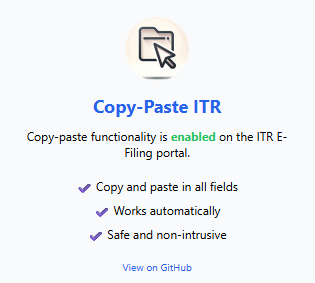 Copy-Paste ITR
Copy-paste functionality is enabled on the ITR E-
Filing portal.
Copy and paste in all fields
Works automatically
Safe and non-intrusive
View on GitHub